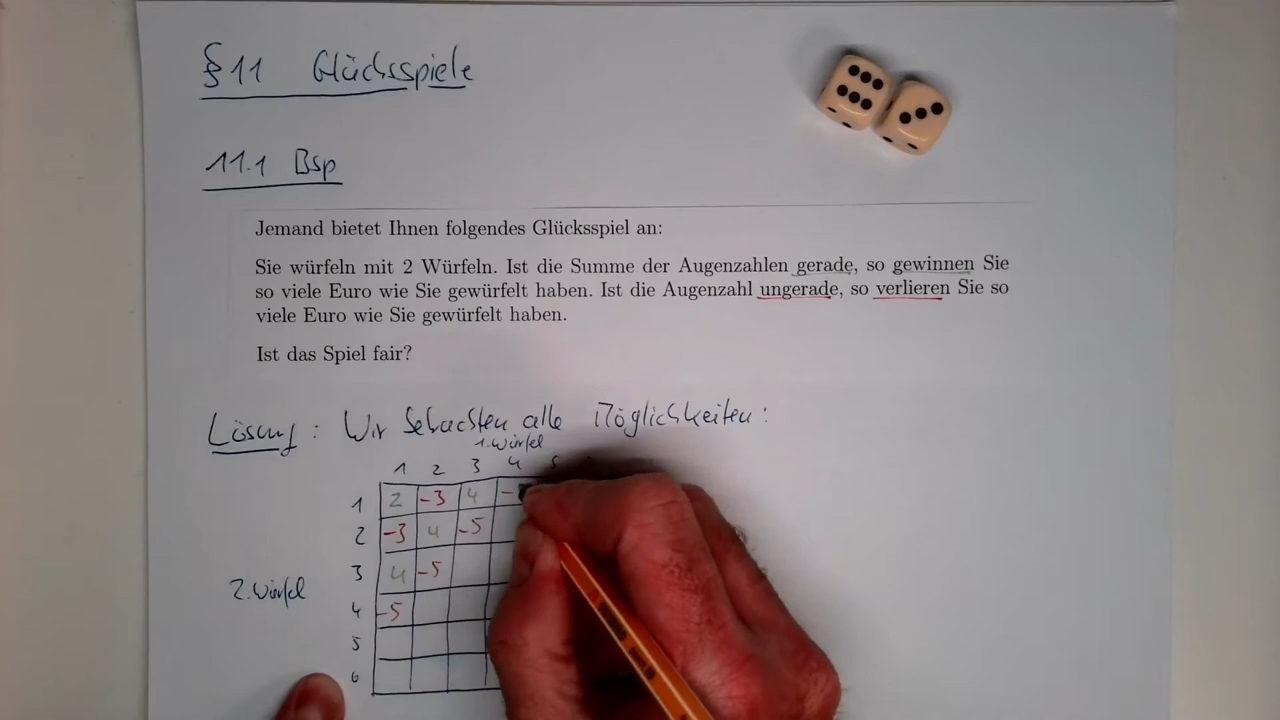 § 11 Glücksspiele
11.1 Bsp
Jemand bietet Ihnen folgendes Glücksspiel an:
Sie würfeln mit 2 Würfeln. Ist die Summe der Augenzahlen gerade, so gewinnen Sie
so viele Euro wie Sie gewürfelt haben. Ist die Augenzahl ungerade, so verlieren Sie so
viele Euro wie Sie gewürfelt haben.
Ist das Spiel fair?
Lösung: Wir betrachten alle Möglichkeiten:
1. Würfel
1 2 3 4 5
1 2 -3 4 -
2 -3 4 -5
3 4 -5
2. Würfel
4 -5
5
6